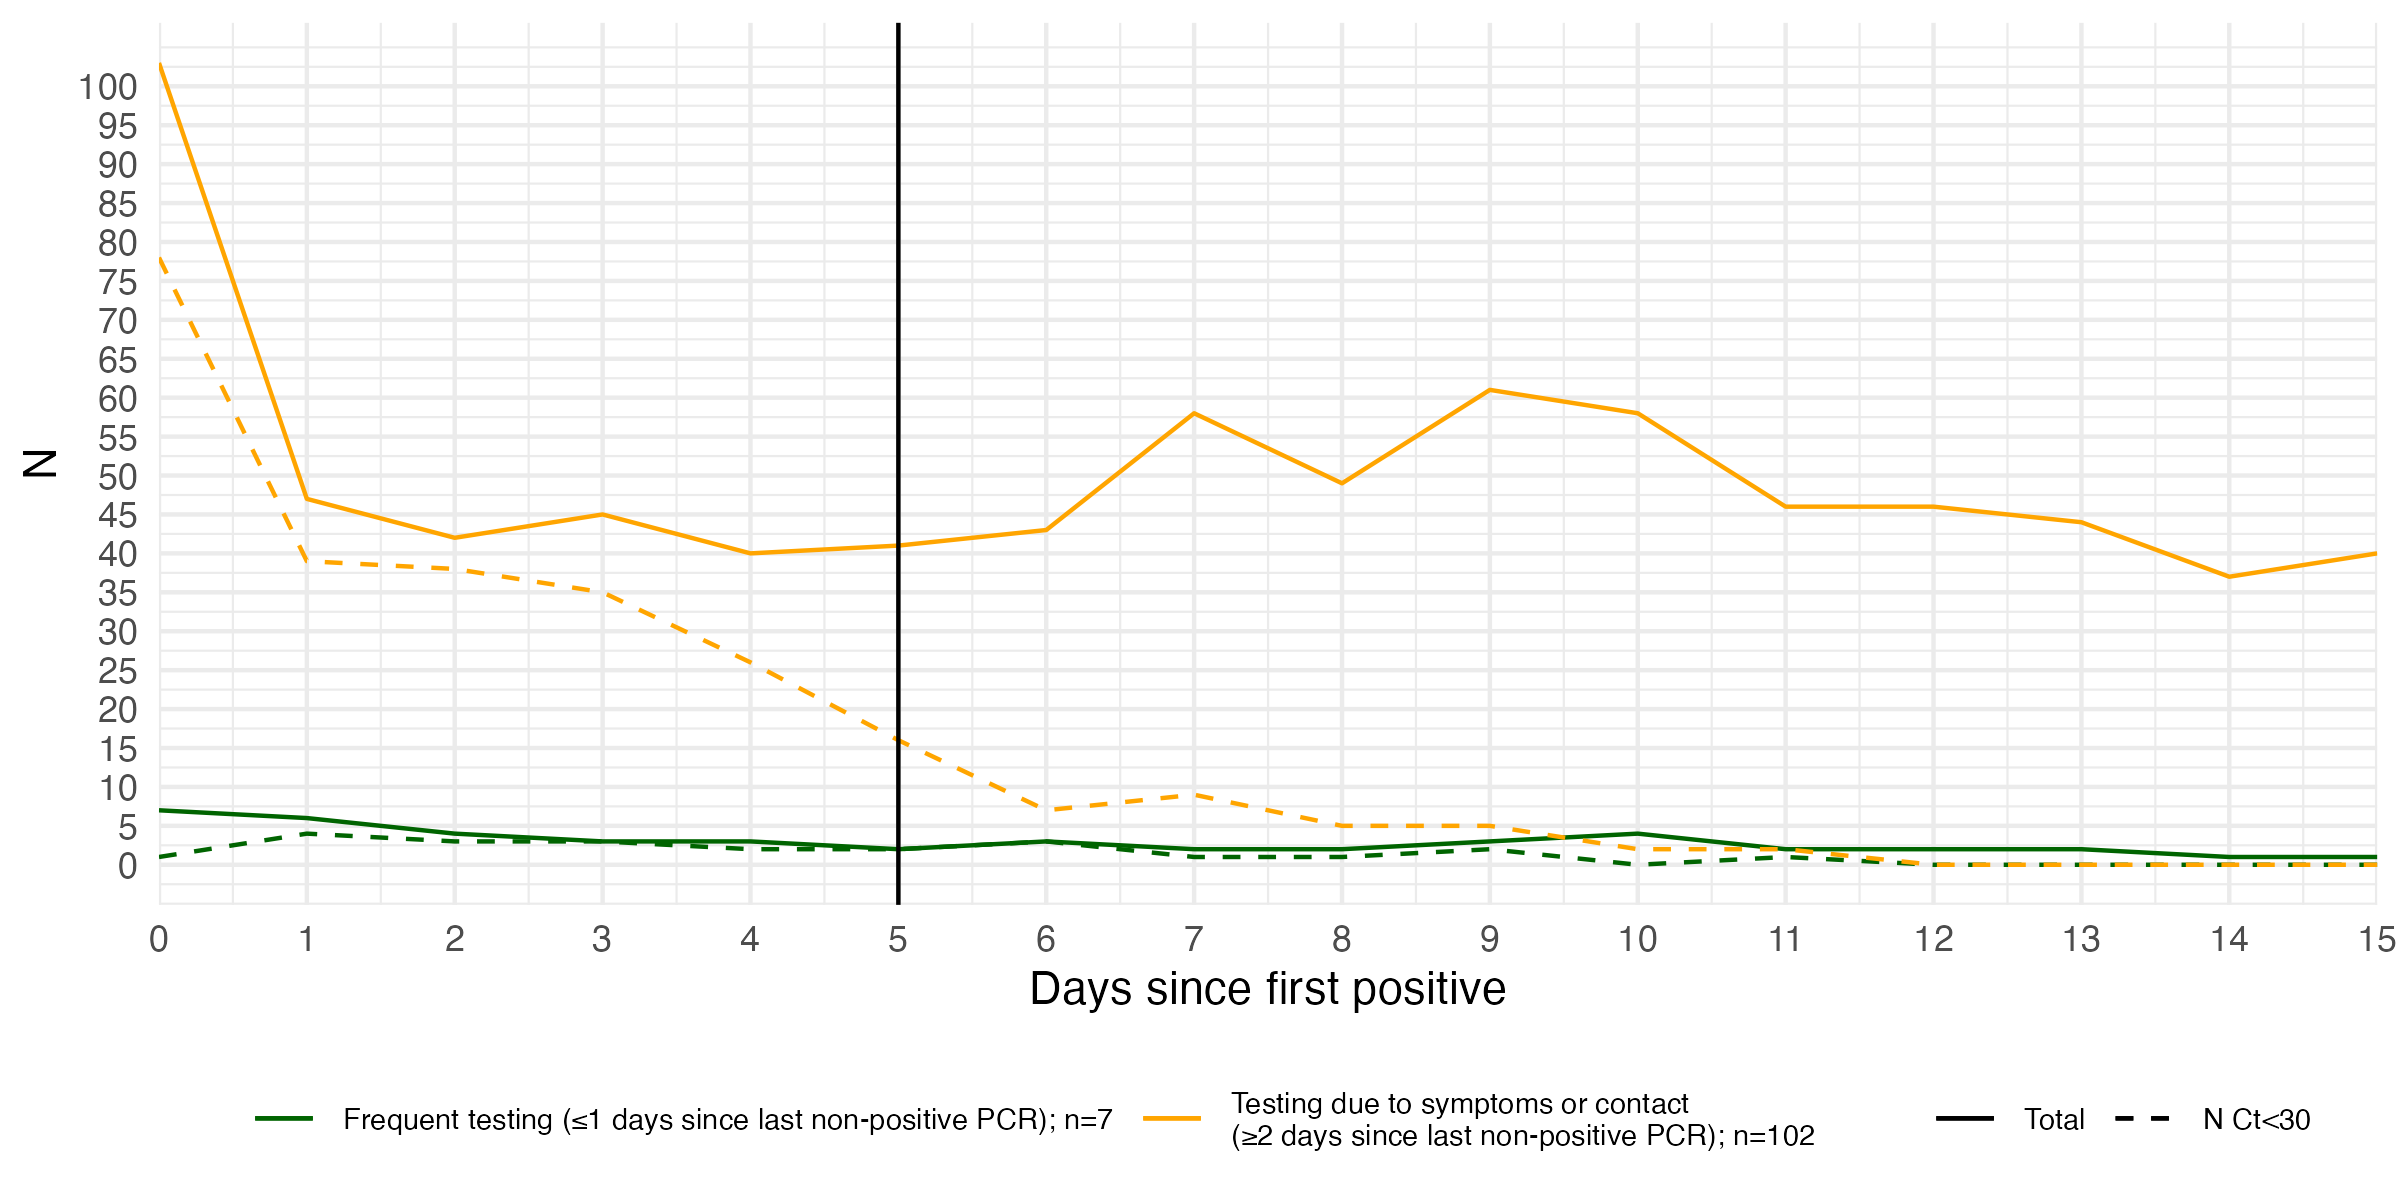 N
100
95
90
85
80
75
70
65
60
55
50
45
40
35
30
25
20
15
10
5
0
0 1 2 3 4 5 6 7 8 9 10 11 12 13 14 15
Days since first positive
Frequent testing (≤1 days since last non-positive PCR); n=7
Testing due to symptoms or contact
(≥2 days since last non-positive PCR); n=102
Total
N Ct<30